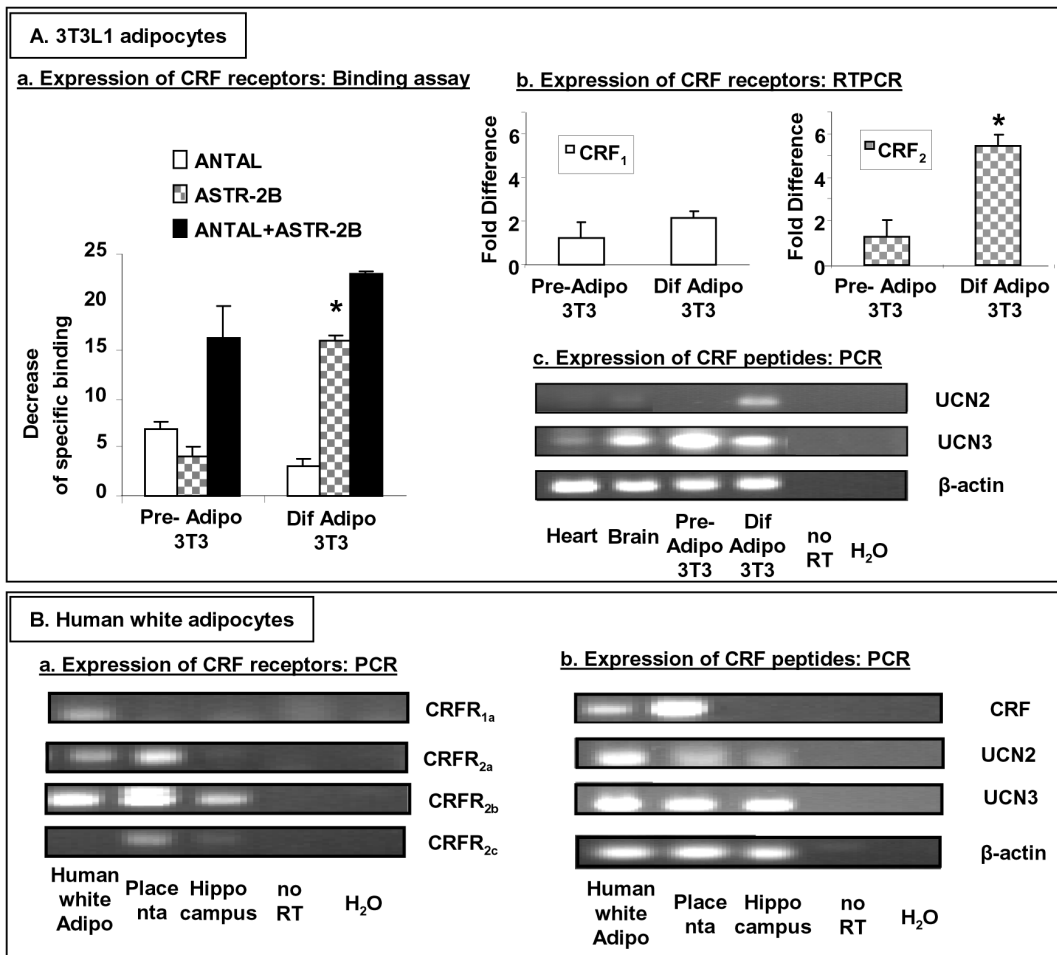 A. 3T3L1 adipocytes
a. Expression of CRF receptors: Binding assay
ANTAL
ASTR-2B
ANTAL+ASTR-2B
Decrease
of specific binding
25
20
15
10
5
0
*
Pre- Adipo
3T3
Dif Adipo
3T3
b. Expression of CRF receptors: RTPCR
Fold Difference
6
4
2
0
CRF1
Pre-Adipo
3T3
Dif Adipo
3T3
Fold Difference
6
4
2
0
CRF2
*
Pre- Adipo
3T3
Dif Adipo
3T3
c. Expression of CRF peptides: PCR
UCN2
UCN3
β-actin
Heart
Brain
Pre-
Adipo
3T3
Dif
Adipo
3T3
no
RT
H2O
B. Human white adipocytes
a. Expression of CRF receptors: PCR
CRFR1a
CRFR2a
CRFR2b
CRFR2c
Human
white
Adipo
Place
nta
Hippo
campus
no
RT
H2O
b. Expression of CRF peptides: PCR
CRF
UCN2
UCN3
β-actin
Human
white
Adipo
Place
nta
Hippo
campus
no
RT
H2O